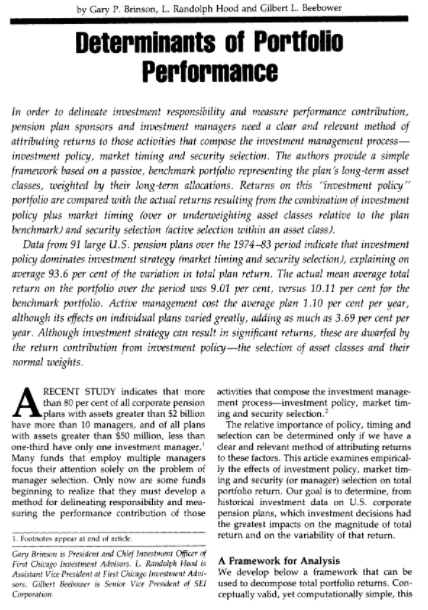 by Gary P. Brinson, L. Randolph Hood and Gilbert L. Beebower
Determinants of Portfolio
Performance
In order to delineate investment responsibility and measure performance contribution,
pension plan sponsors and investment managers need a clear and relevant method of
attributing returns to those activities that compose the investment management process—
investment policy, market timing and security selection. The authors provide a simple
framework based on a passive, benchmark portfolio representing the plan's long-term asset
classes, weighted by their long-term allocations. Returns on this "investment policy"
portfolio are compared with the actual returns resulting from the combination of investment
policy plus market timing (over or underweighting asset classes relative to the plan
benchmark) and security selection (active selection within an asset class).
Data from 91 large U.S. pension plans over the 1974–83 period indicate that investment
policy dominates investment strategy (market timing and security selection), explaining on
average 93.6 per cent of the variation in total plan return. The actual mean average total
return on the portfolio over the period was 9.01 per cent, versus 10.11 per cent for the
benchmark portfolio. Active management cost the average plan 1.10 per cent per year,
although its effects on individual plans varied greatly, adding as much as 3.69 per cent per
year. Although investment strategy can result in significant returns, these are dwarfed by
the return contribution from investment policy—the selection of asset classes and their
normal weights.
A RECENT STUDY indicates that more
than 80 per cent of all corporate pension
plans with assets greater than $2 billion
have more than 10 managers, and of all plans
with assets greater than $50 million, less than
one-third have only one investment manager.1
Many funds that employ multiple managers
focus their attention solely on the problem of
manager selection. Only now are some funds
beginning to realize that they must develop a
method for delineating responsibility and mea-
suring the performance contribution of those
1. Footnotes appear at end of article.
Gary Brinson is President and Chief Investment Officer of
First Chicago Investment Advisors. L. Randolph Hood is
Assistant Vice President at First Chicago Investment Advi-
sors. Gilbert Beebower is Senior Vice President of SEI
Corporation.
activities that compose the investment manage-
ment process—investment policy, market tim-
ing and security selection.2
The relative importance of policy, timing and
selection can be determined only if we have a
clear and relevant method of attributing returns
to these factors. This article examines empirical-
ly the effects of investment policy, market tim-
ing and security (or manager) selection on total
portfolio return. Our goal is to determine, from
historical investment data on U.S. corporate
pension plans, which investment decisions had
the greatest impacts on the magnitude of total
return and on the variability of that return.
A Framework for Analysis
We develop below a framework that can be
used to decompose total portfolio returns. Con-
ceptually valid, yet computationally simple, this